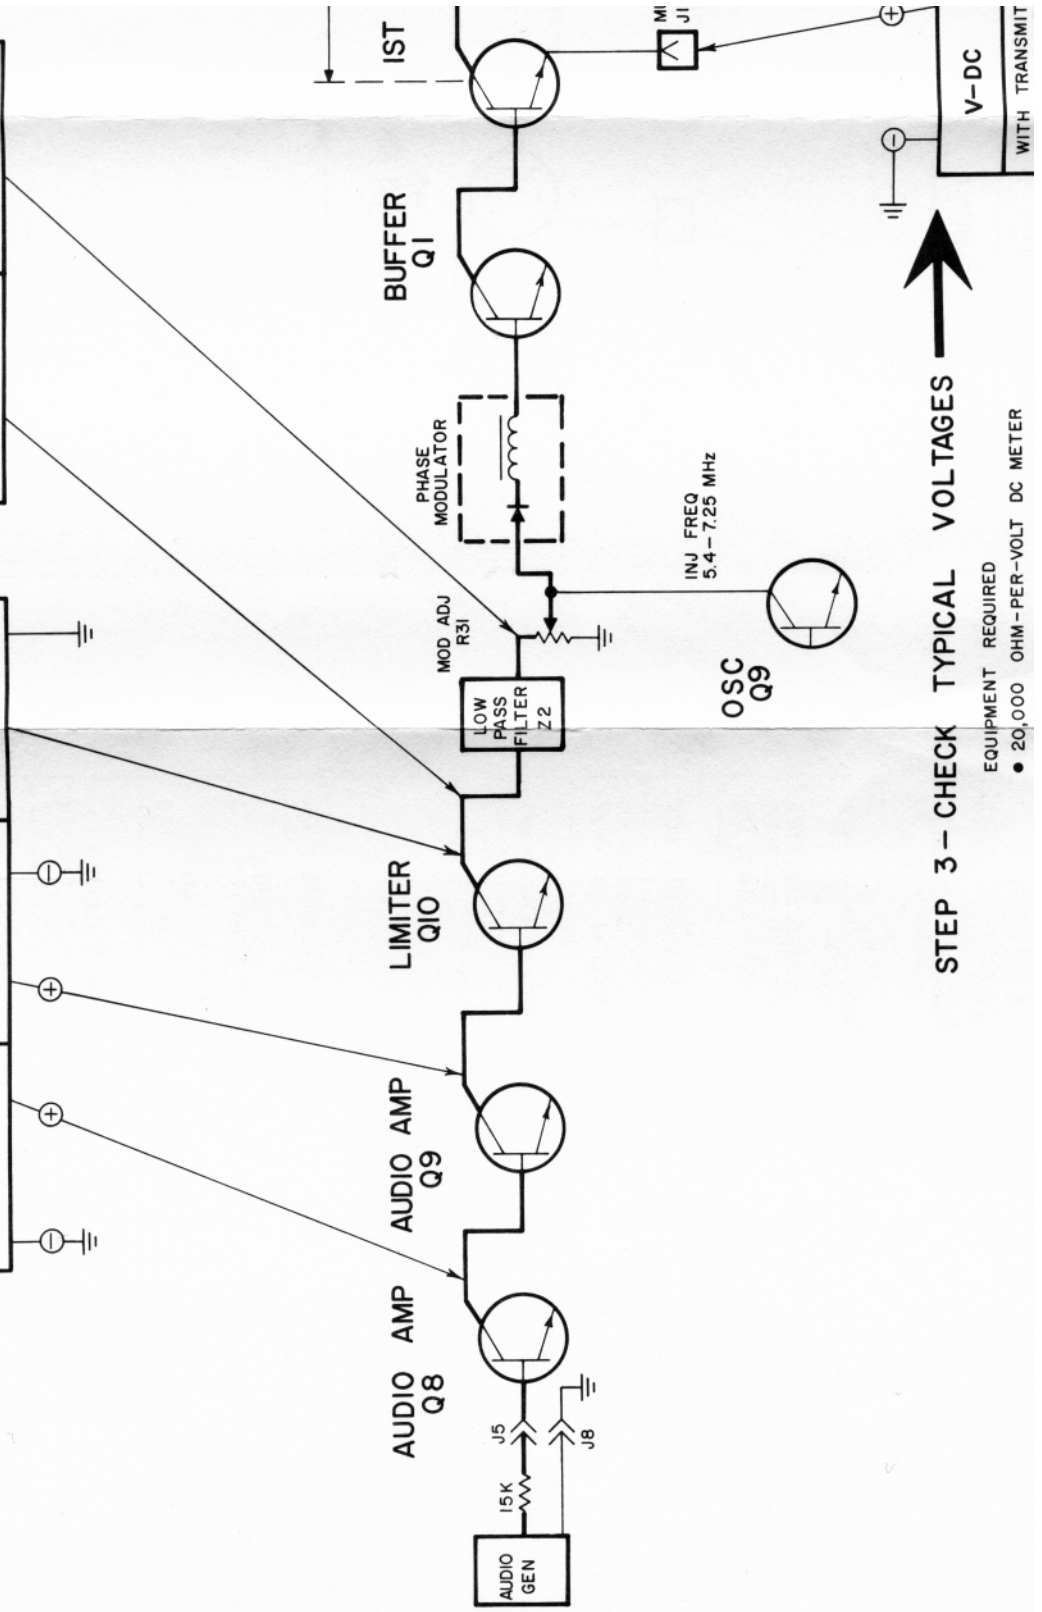 AUDIO
GEN
15K
J5
J8
AUDIO AMP
Q8
AUDIO AMP
Q9
LIMITER
Q10
LOW
PASS
FILTER
Z2
MOD ADJ
R31
PHASE
MODULATOR
BUFFER
Q1
1ST
OSC
Q9
INJ FREQ
5.4–7.25 MHz
J1
+
−
V-DC
WITH TRANSMIT
−
+
+
−
STEP 3– CHECK TYPICAL VOLTAGES
EQUIPMENT REQUIRED
• 20,000 OHM-PER-VOLT DC METER